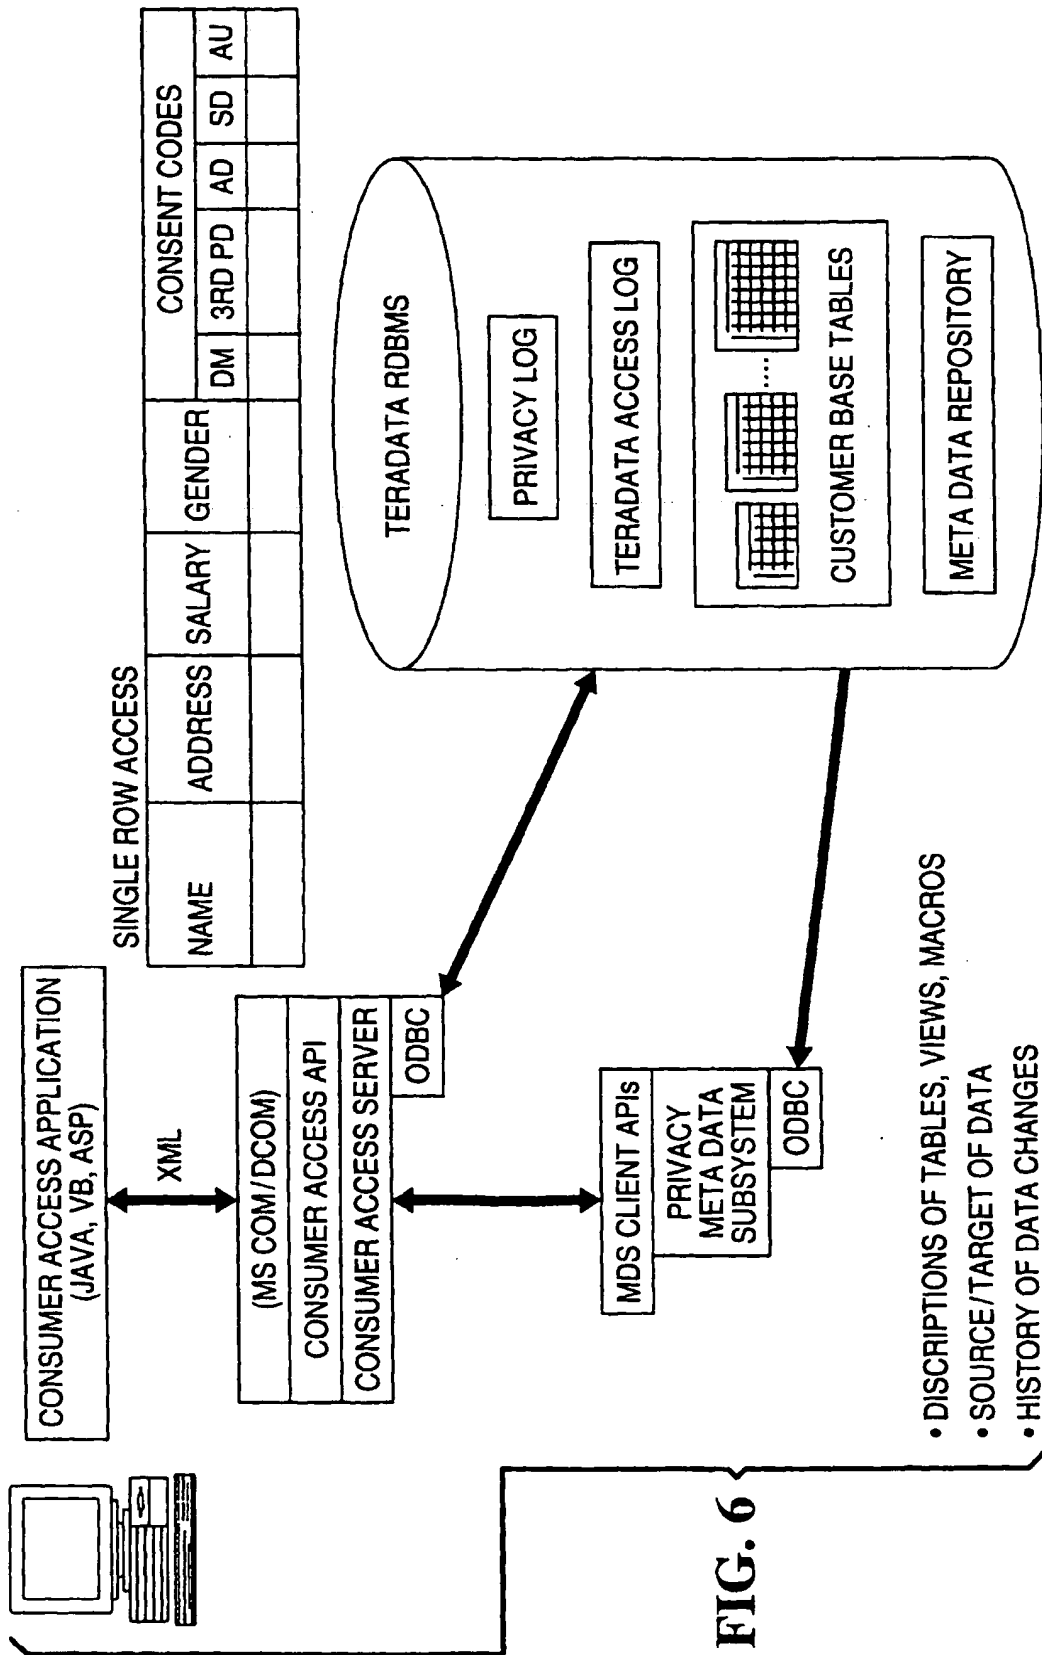 CONSUMER ACCESS APPLICATION
(JAVA, VB, ASP)
XML
(MS COM/DCOM)
CONSUMER ACCESS API
CONSUMER ACCESS SERVER
ODBC
MDS CLIENT APIs
PRIVACY
META DATA
SUBSYSTEM
ODBC
• DISCRIPTIONS OF TABLES, VIEWS, MACROS
• SOURCE/TARGET OF DATA
• HISTORY OF DATA CHANGES
SINGLE ROW ACCESS
NAME
ADDRESS
SALARY
GENDER
CONSENT CODES
DM
3RD PD
AD
SD
AU
TERADATA RDBMS
PRIVACY LOG
TERADATA ACCESS LOG
CUSTOMER BASE TABLES
META DATA REPOSITORY
FIG. 6